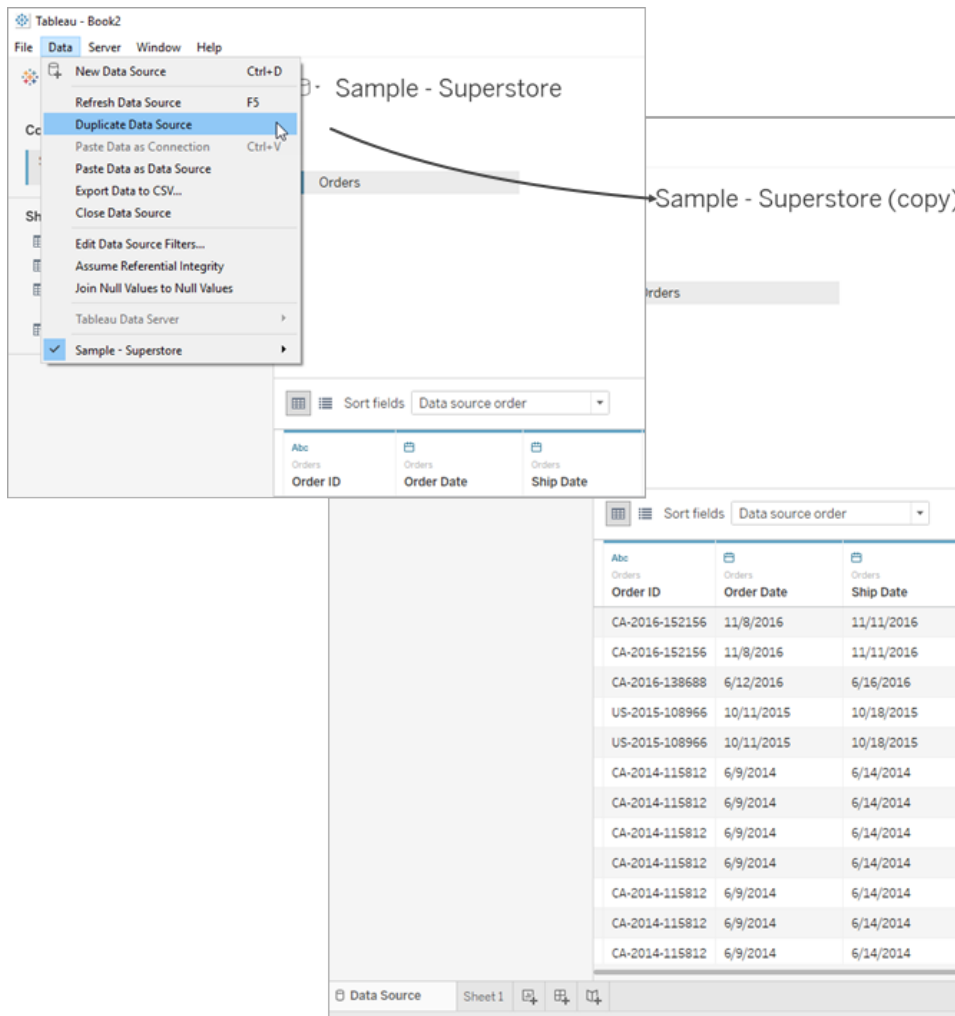 Tableau - Book2
File Data Server Window Help
New Data Source Ctrl+D
Refresh Data Source F5
Duplicate Data Source
Paste Data as Connection Ctrl+V
Paste Data as Data Source
Export Data to CSV...
Close Data Source
Edit Data Source Filters...
Assume Referential Integrity
Join Null Values to Null Values
Tableau Data Server
Sample - Superstore
Co
Sh
Sample - Superstore
Orders
Sort fields Data source order
Abc
Orders Orders Orders
Order ID Order Date Ship Date
Sample - Superstore (copy)
Orders
Sort fields Data source order
Abc
Orders Orders Orders
Order ID Order Date Ship Date
CA-2016-152156 11/8/2016 11/11/2016
CA-2016-152156 11/8/2016 11/11/2016
CA-2016-138688 6/12/2016 6/16/2016
US-2015-108966 10/11/2015 10/18/2015
US-2015-108966 10/11/2015 10/18/2015
CA-2014-115812 6/9/2014 6/14/2014
CA-2014-115812 6/9/2014 6/14/2014
CA-2014-115812 6/9/2014 6/14/2014
CA-2014-115812 6/9/2014 6/14/2014
CA-2014-115812 6/9/2014 6/14/2014
CA-2014-115812 6/9/2014 6/14/2014
CA-2014-115812 6/9/2014 6/14/2014
Data Source Sheet 1